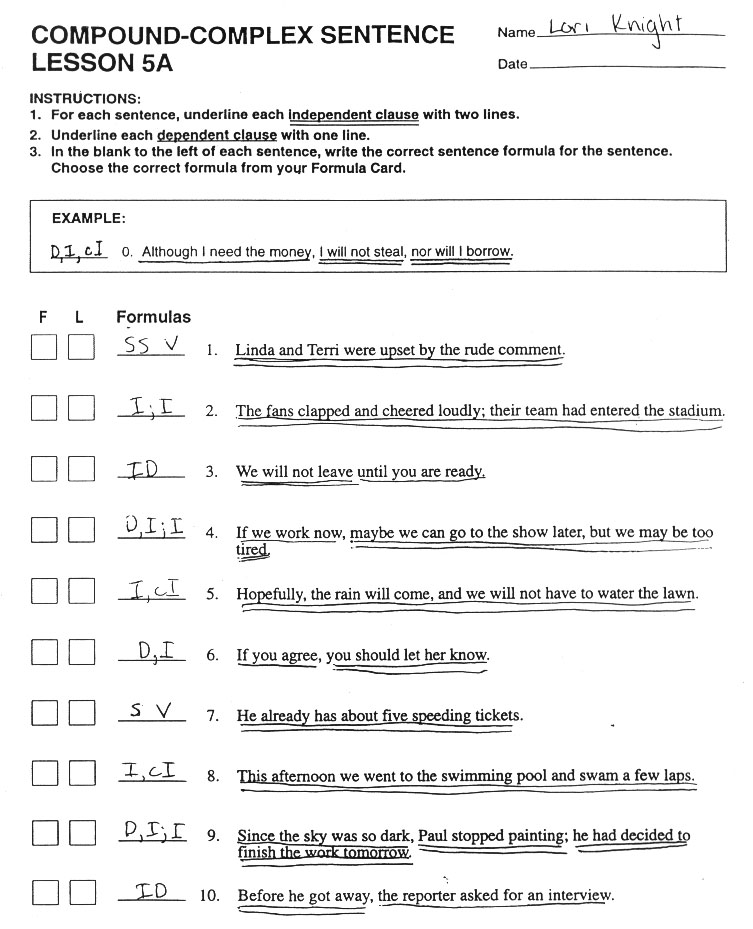 COMPOUND-COMPLEX SENTENCE
LESSON 5A
Name Lori Knight
Date
INSTRUCTIONS:
1. For each sentence, underline each independent clause with two lines.
2. Underline each dependent clause with one line.
3. In the blank to the left of each sentence, write the correct sentence formula for the sentence.
Choose the correct formula from your Formula Card.
EXAMPLE:
D,I,cI 0. Although I need the money, I will not steal, nor will I borrow.
F L Formulas
SS V 1. Linda and Terri were upset by the rude comment.
I;I 2. The fans clapped and cheered loudly; their team had entered the stadium.
ID 3. We will not leave until you are ready.
D,I;I 4. If we work now, maybe we can go to the show later, but we may be too
tired.
I,cI 5. Hopefully, the rain will come, and we will not have to water the lawn.
D,I 6. If you agree, you should let her know.
S V 7. He already has about five speeding tickets.
I,cI 8. This afternoon we went to the swimming pool and swam a few laps.
D,I;I 9. Since the sky was so dark, Paul stopped painting; he had decided to
finish the work tomorrow.
ID 10. Before he got away, the reporter asked for an interview.